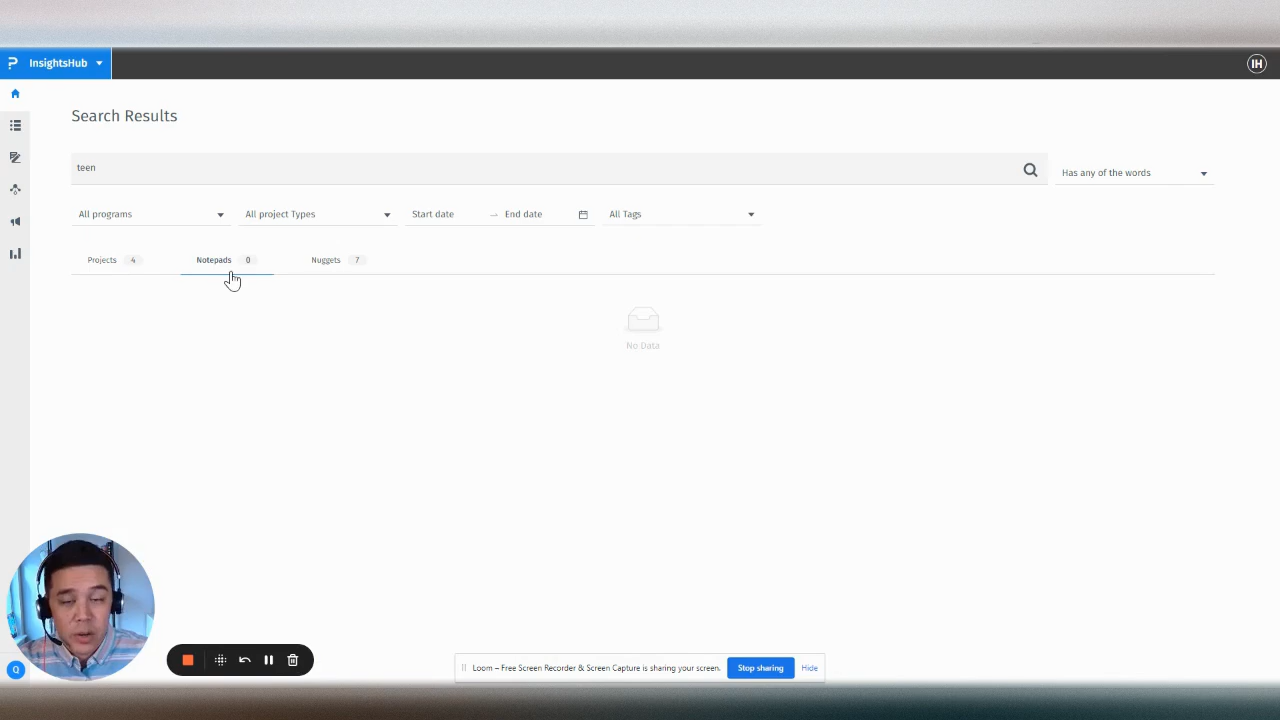 InsightsHub
IH
Search Results
teen
Has any of the words
All programs
All project Types
Start date
End date
All Tags
Projects 4
Notepads 0
Nuggets 7
No Data
Q
Loom – Free Screen Recorder & Screen Capture is sharing your screen.
Stop sharing
Hide